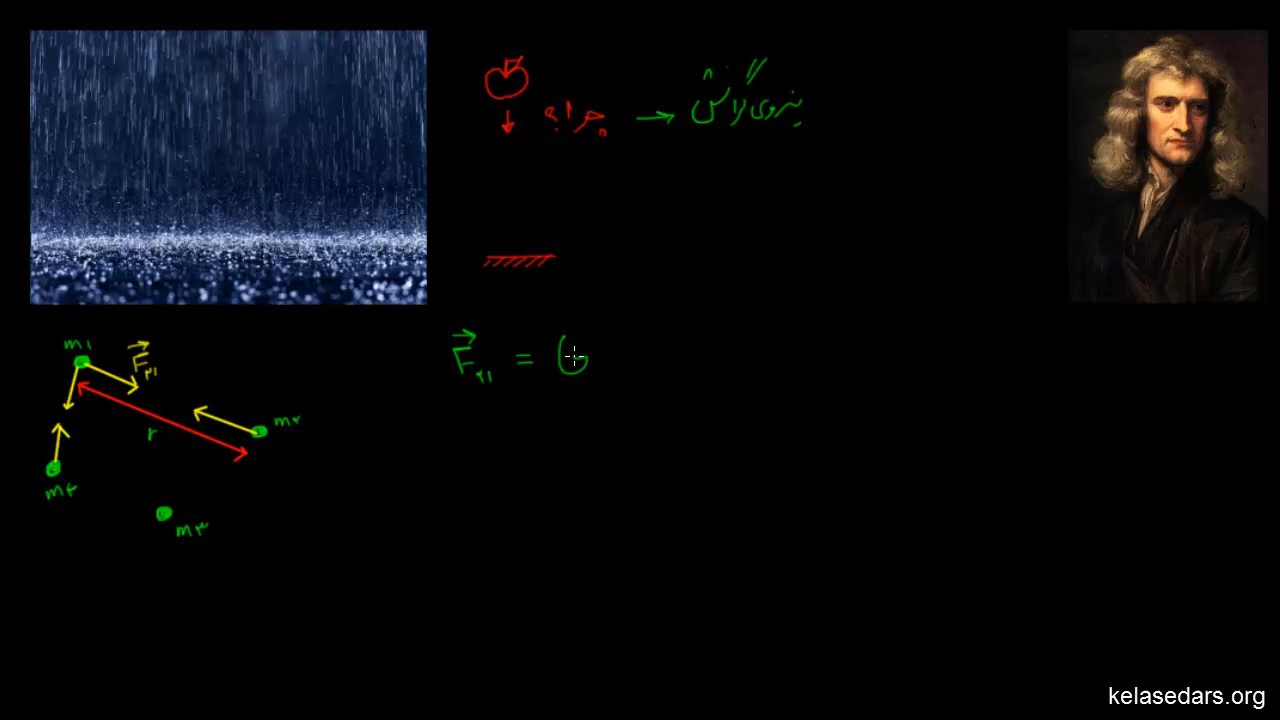 چرا؟ → نیروی گرانش
m۱
F۲۱
F۲۱ = G
m۲
r
m۴
m۳
kelasedars.org